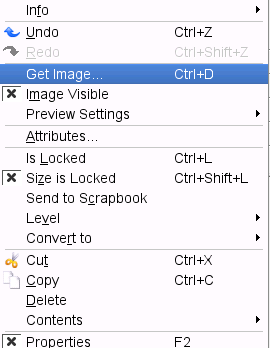 Info
Undo Ctrl+Z
Redo Ctrl+Shift+Z
Get Image... Ctrl+D
Image Visible
Preview Settings
Attributes...
Is Locked Ctrl+L
Size is Locked Ctrl+Shift+L
Send to Scrapbook
Level
Convert to
Cut Ctrl+X
Copy Ctrl+C
Delete
Contents
Properties F2